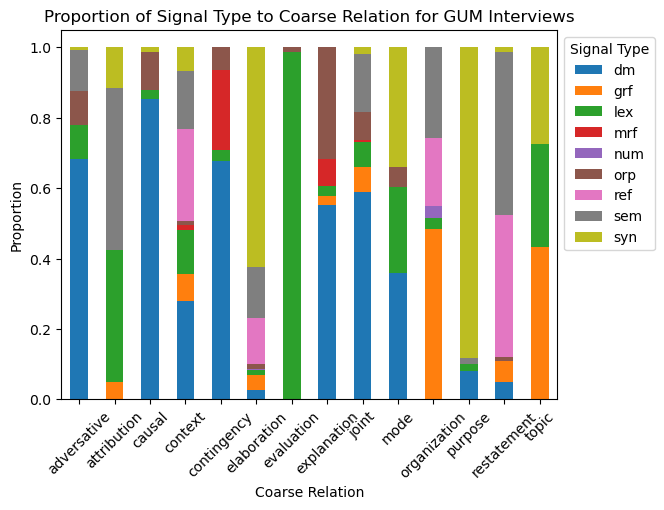 Proportion of Signal Type to Coarse Relation for GUM Interviews
1.0
0.8
0.6
0.4
0.2
0.0
Proportion
adversative
attribution
causal
context
contingency
elaboration
evaluation
explanation
joint
mode
organization
purpose
restatement
topic
Coarse Relation
Signal Type
dm
grf
lex
mrf
num
orp
ref
sem
syn